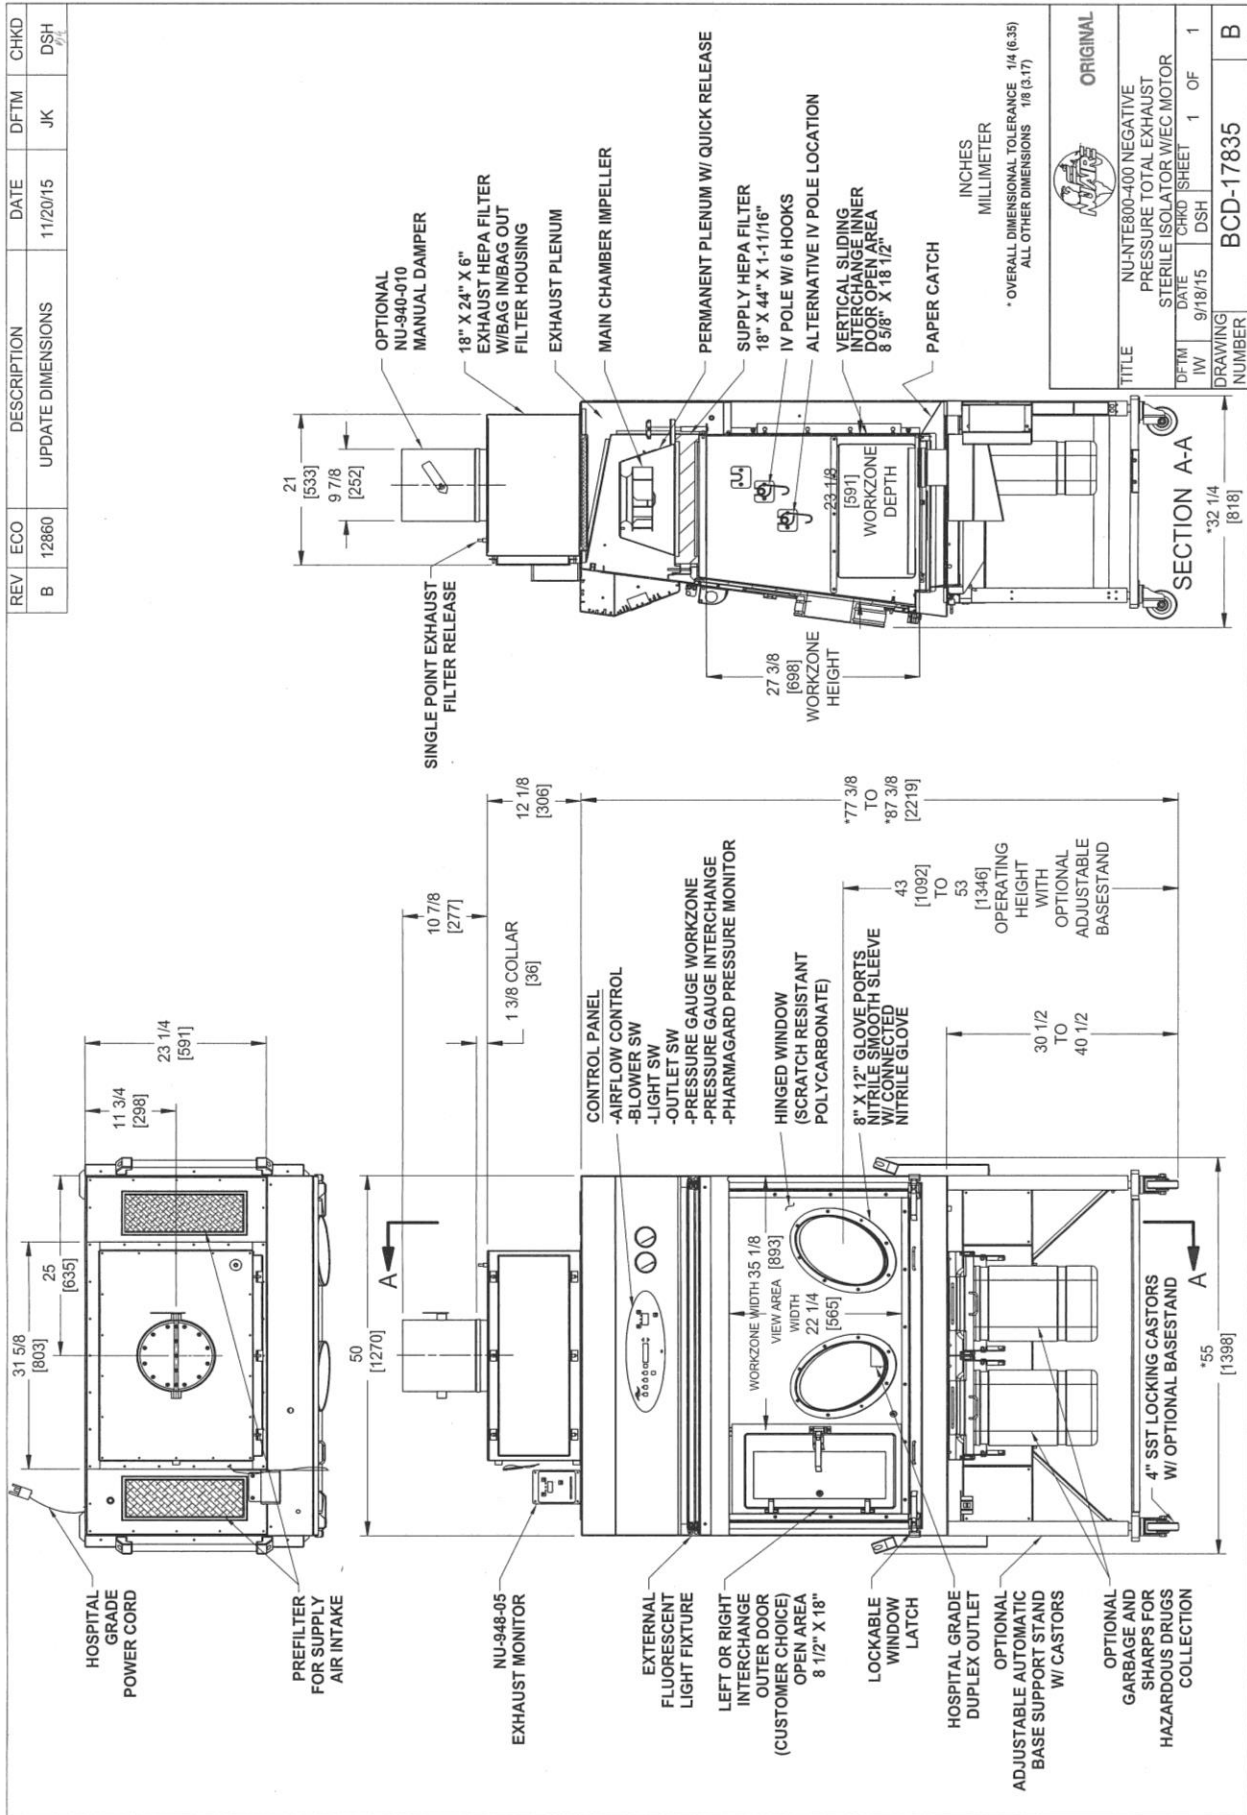 REV ECO DESCRIPTION DATE DFTM CHKD
B 12860 UPDATE DIMENSIONS 11/20/15 JK DSH
HOSPITAL
GRADE
POWER CORD
PREFILTER
FOR SUPPLY
AIR INTAKE
31 5/8
[803]
25
[635]
11 3/4
[298]
23 1/4
[591]
NU-948-05
EXHAUST MONITOR
EXTERNAL
FLUORESCENT
LIGHT FIXTURE
LEFT OR RIGHT
INTERCHANGE
OUTER DOOR
(CUSTOMER CHOICE)
OPEN AREA
8 1/2" X 18"
LOCKABLE
WINDOW
LATCH
HOSPITAL GRADE
DUPLEX OUTLET
OPTIONAL
ADJUSTABLE AUTOMATIC
BASE SUPPORT STAND
W/ CASTORS
OPTIONAL
GARBAGE AND
SHARPS FOR
HAZARDOUS DRUGS
COLLECTION
50
[1270]
A
A
WORKZONE WIDTH 35 1/8
[893]
VIEW AREA
WIDTH
22 1/4
[565]
4" SST LOCKING CASTORS
W/ OPTIONAL BASESTAND
*55
[1398]
10 7/8
[277]
1 3/8 COLLAR
[36]
12 1/8
[306]
CONTROL PANEL
-AIRFLOW CONTROL
-BLOWER SW
-LIGHT SW
-OUTLET SW
-PRESSURE GAUGE WORKZONE
-PRESSURE GAUGE INTERCHANGE
-PHARMAGARD PRESSURE MONITOR
HINGED WINDOW
(SCRATCH RESISTANT
POLYCARBONATE)
8" X 12" GLOVE PORTS
NITRILE SMOOTH SLEEVE
W/ CONNECTED
NITRILE GLOVE
*77 3/8
TO
*87 3/8
[2219]
43
[1092]
TO
53
[1346]
OPERATING
HEIGHT
WITH
OPTIONAL
ADJUSTABLE
BASESTAND
30 1/2
TO
40 1/2
SINGLE POINT EXHAUST
FILTER RELEASE
21
[533]
9 7/8
[252]
OPTIONAL
NU-940-010
MANUAL DAMPER
18" X 24" X 6"
EXHAUST HEPA FILTER
W/BAG IN/BAG OUT
FILTER HOUSING
EXHAUST PLENUM
MAIN CHAMBER IMPELLER
PERMANENT PLENUM W/ QUICK RELEASE
SUPPLY HEPA FILTER
18" X 44" X 1-11/16"
IV POLE W/ 6 HOOKS
ALTERNATIVE IV POLE LOCATION
VERTICAL SLIDING
INTERCHANGE INNER
DOOR OPEN AREA
8 5/8" X 18 1/2"
PAPER CATCH
27 3/8
[698]
WORKZONE
HEIGHT
23 1/8
[591]
WORKZONE
DEPTH
SECTION A-A
*32 1/4
[818]
INCHES
MILLIMETER
* OVERALL DIMENSIONAL TOLERANCE 1/4 (6.35)
ALL OTHER DIMENSIONS 1/8 (3.17)
NUAIRE
ORIGINAL
TITLE
NU-NTE800-400 NEGATIVE
PRESSURE TOTAL EXHAUST
STERILE ISOLATOR W/EC MOTOR
DFTM IW DATE 9/18/15 CHKD DSH SHEET 1 OF 1
DRAWING
NUMBER
BCD-17835 B